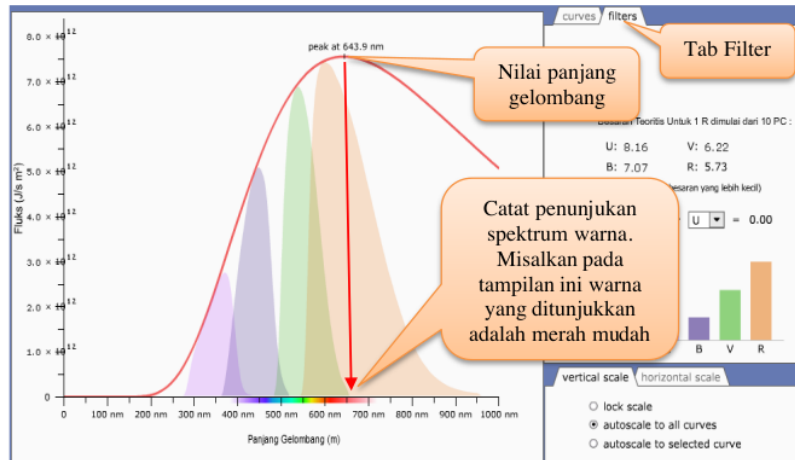 curves filters
Tab Filter
peak at 643.9 nm
Nilai panjang
gelombang
Teoritis Untuk 1 R dimulai dari 10 PC :
U: 8.16 V: 6.22
B: 7.07 R: 5.73
besaran yang lebih kecil)
U = 0.00
Catat penunjukan
spektrum warna.
Misalkan pada
tampilan ini warna
yang ditunjukkan
adalah merah mudah
B V R
Fluks (J/s m²)
8.0 × 10¹²
7.0 × 10¹²
6.0 × 10¹²
5.0 × 10¹²
4.0 × 10¹²
3.0 × 10¹²
2.0 × 10¹²
1.0 × 10¹²
0
0 100 nm 200 nm 300 nm 400 nm 500 nm 600 nm 700 nm 800 nm 900 nm 1000 nm
Panjang Gelombang (m)
vertical scale horizontal scale
lock scale
autoscale to all curves
autoscale to selected curve